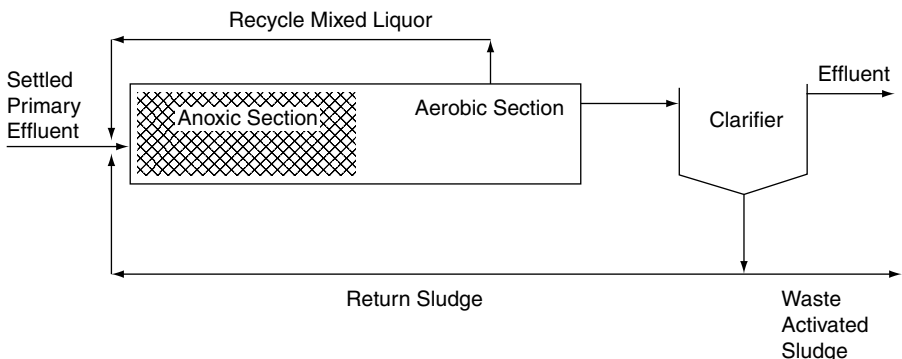 Recycle Mixed Liquor
Settled
Primary
Effluent
Anoxic Section
Aerobic Section
Clarifier
Effluent
Return Sludge
Waste
Activated
Sludge